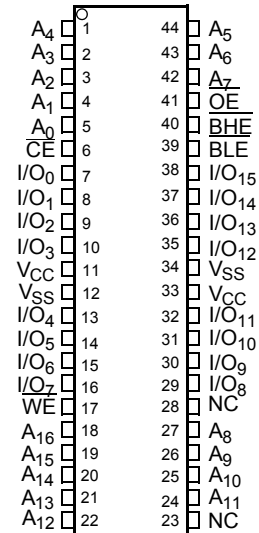 A4 1 44 A5
A3 2 43 A6
A2 3 42 A7
A1 4 41 OE
A0 5 40 BHE
CE 6 39 BLE
I/O0 7 38 I/O15
I/O1 8 37 I/O14
I/O2 9 36 I/O13
I/O3 10 35 I/O12
VCC 11 34 VSS
VSS 12 33 VCC
I/O4 13 32 I/O11
I/O5 14 31 I/O10
I/O6 15 30 I/O9
I/O7 16 29 I/O8
WE 17 28 NC
A16 18 27 A8
A15 19 26 A9
A14 20 25 A10
A13 21 24 A11
A12 22 23 NC